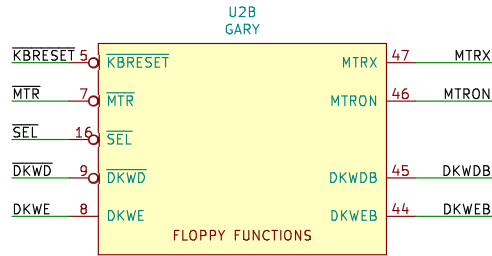 U2B
GARY
KBRESET 5 KBRESET MTRX 47 MTRX
MTR 7 MTR MTRON 46 MTRON
SEL 16 SEL
DKWD 9 DKWD DKWDB 45 DKWDB
DKWE 8 DKWE DKWEB 44 DKWEB
FLOPPY FUNCTIONS